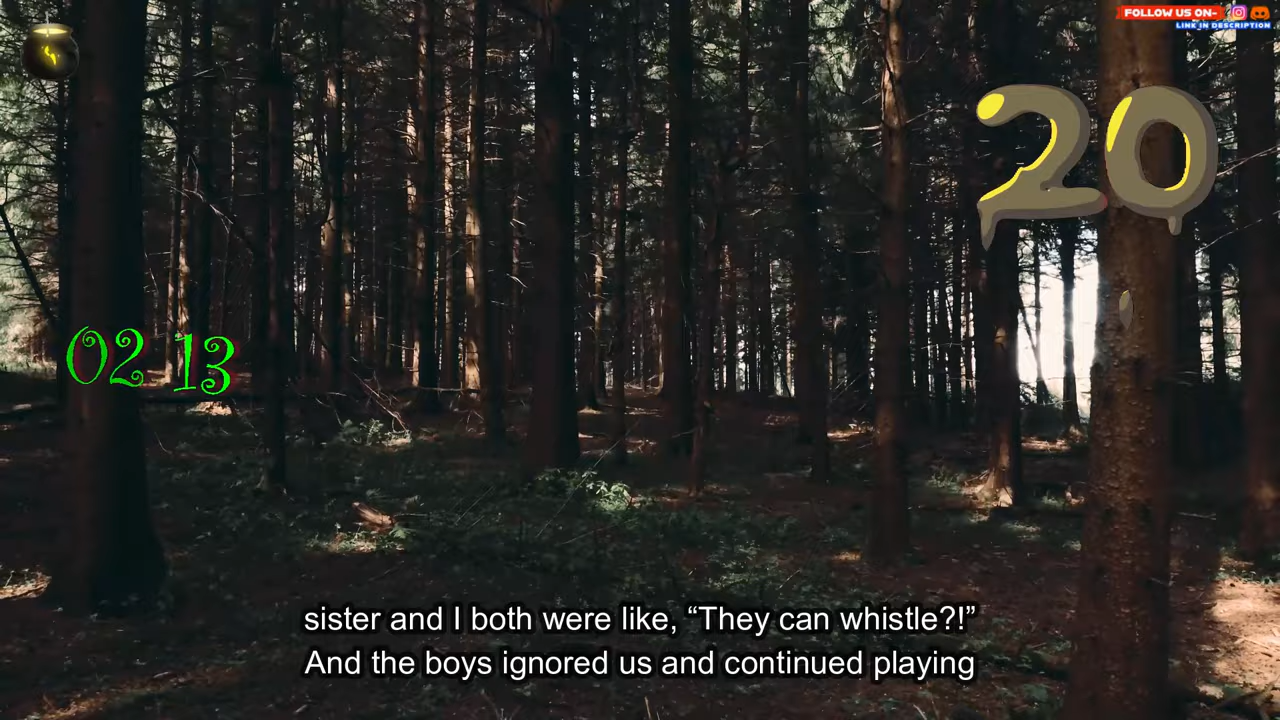 FOLLOW US ON-
LINK IN DESCRIPTION
20
02 13
sister and I both were like, “They can whistle?!”
And the boys ignored us and continued playing